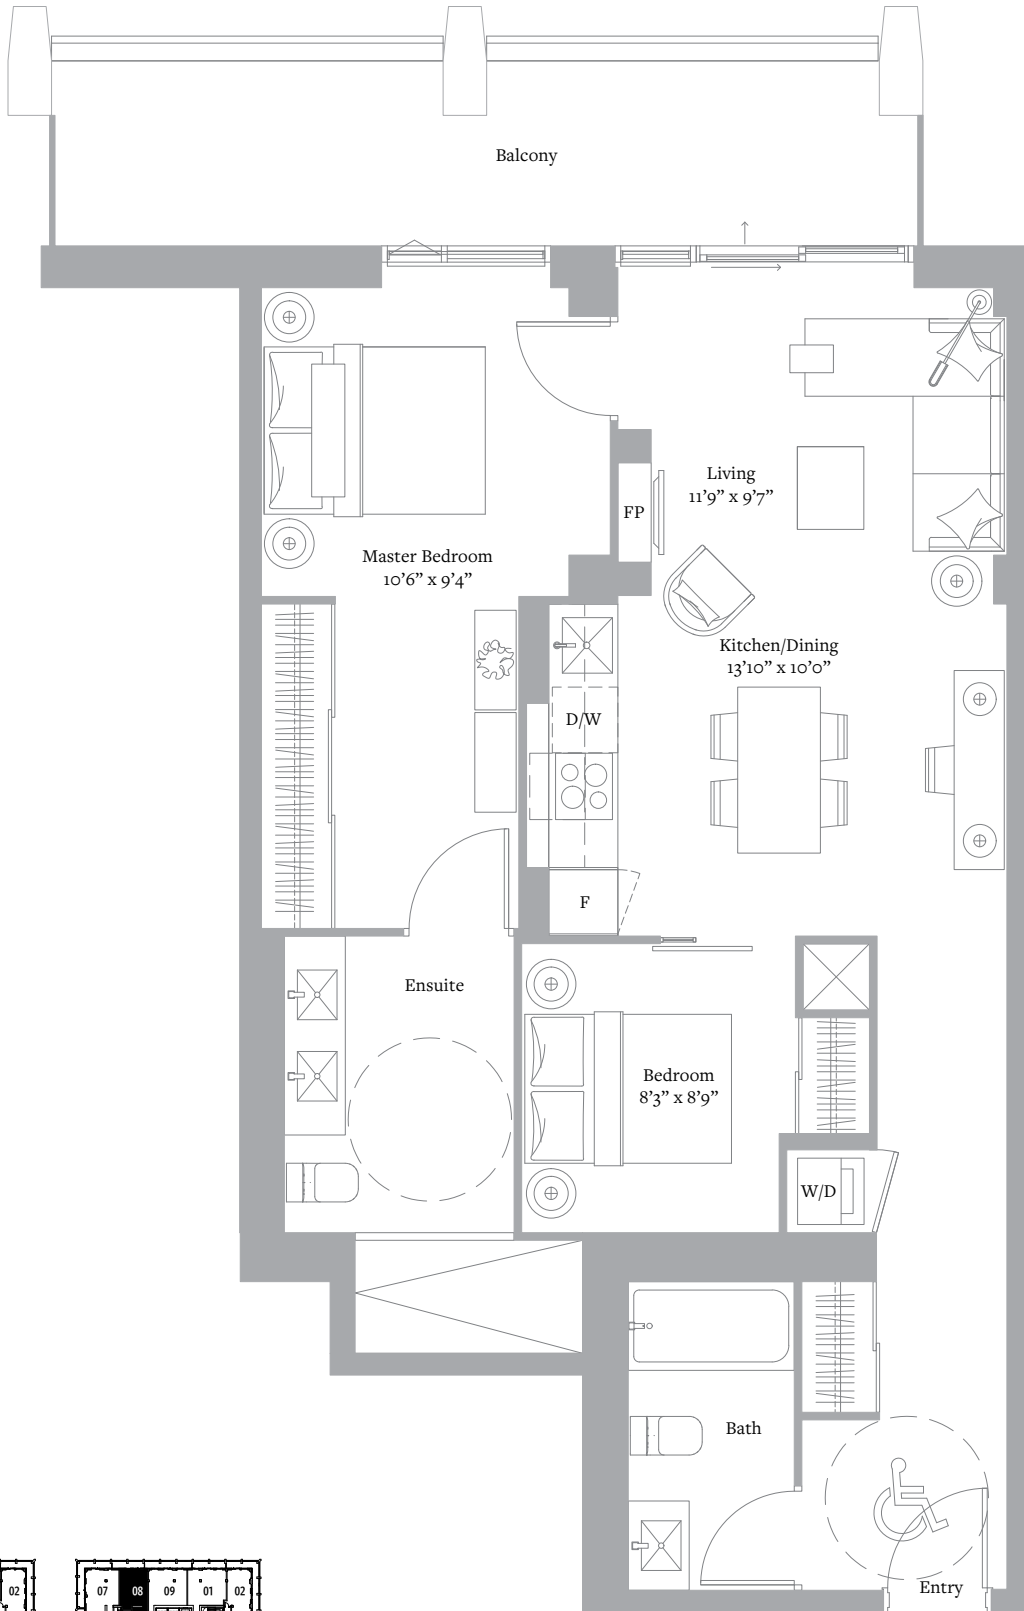 Balcony
Living
11’9” x 9’7”
FP
Master Bedroom
10’6” x 9’4”
Kitchen/Dining
13’10” x 10’0”
D/W
F
Ensuite
Bedroom
8’3” x 8’9”
W/D
Bath
Entry
02
07 08 09 01 02